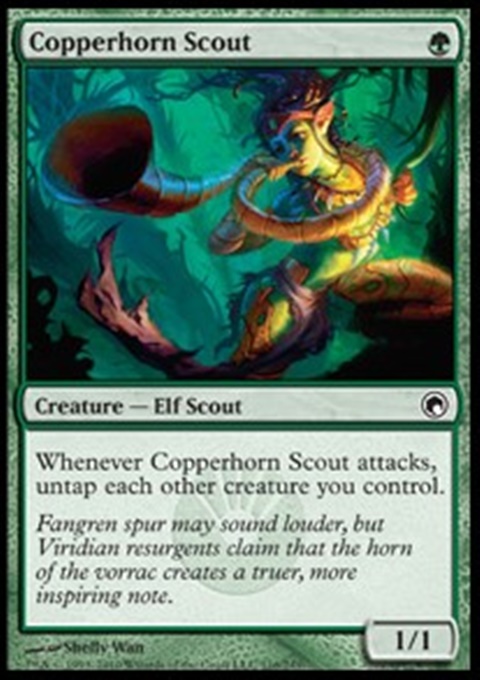 Copperhorn Scout
Creature — Elf Scout
Whenever Copperhorn Scout attacks,
untap each other creature you control.
Fangren spur may sound louder, but
Viridian resurgents claim that the horn
of the vorrac creates a truer, more
inspiring note.
Shelly Wan
1/1